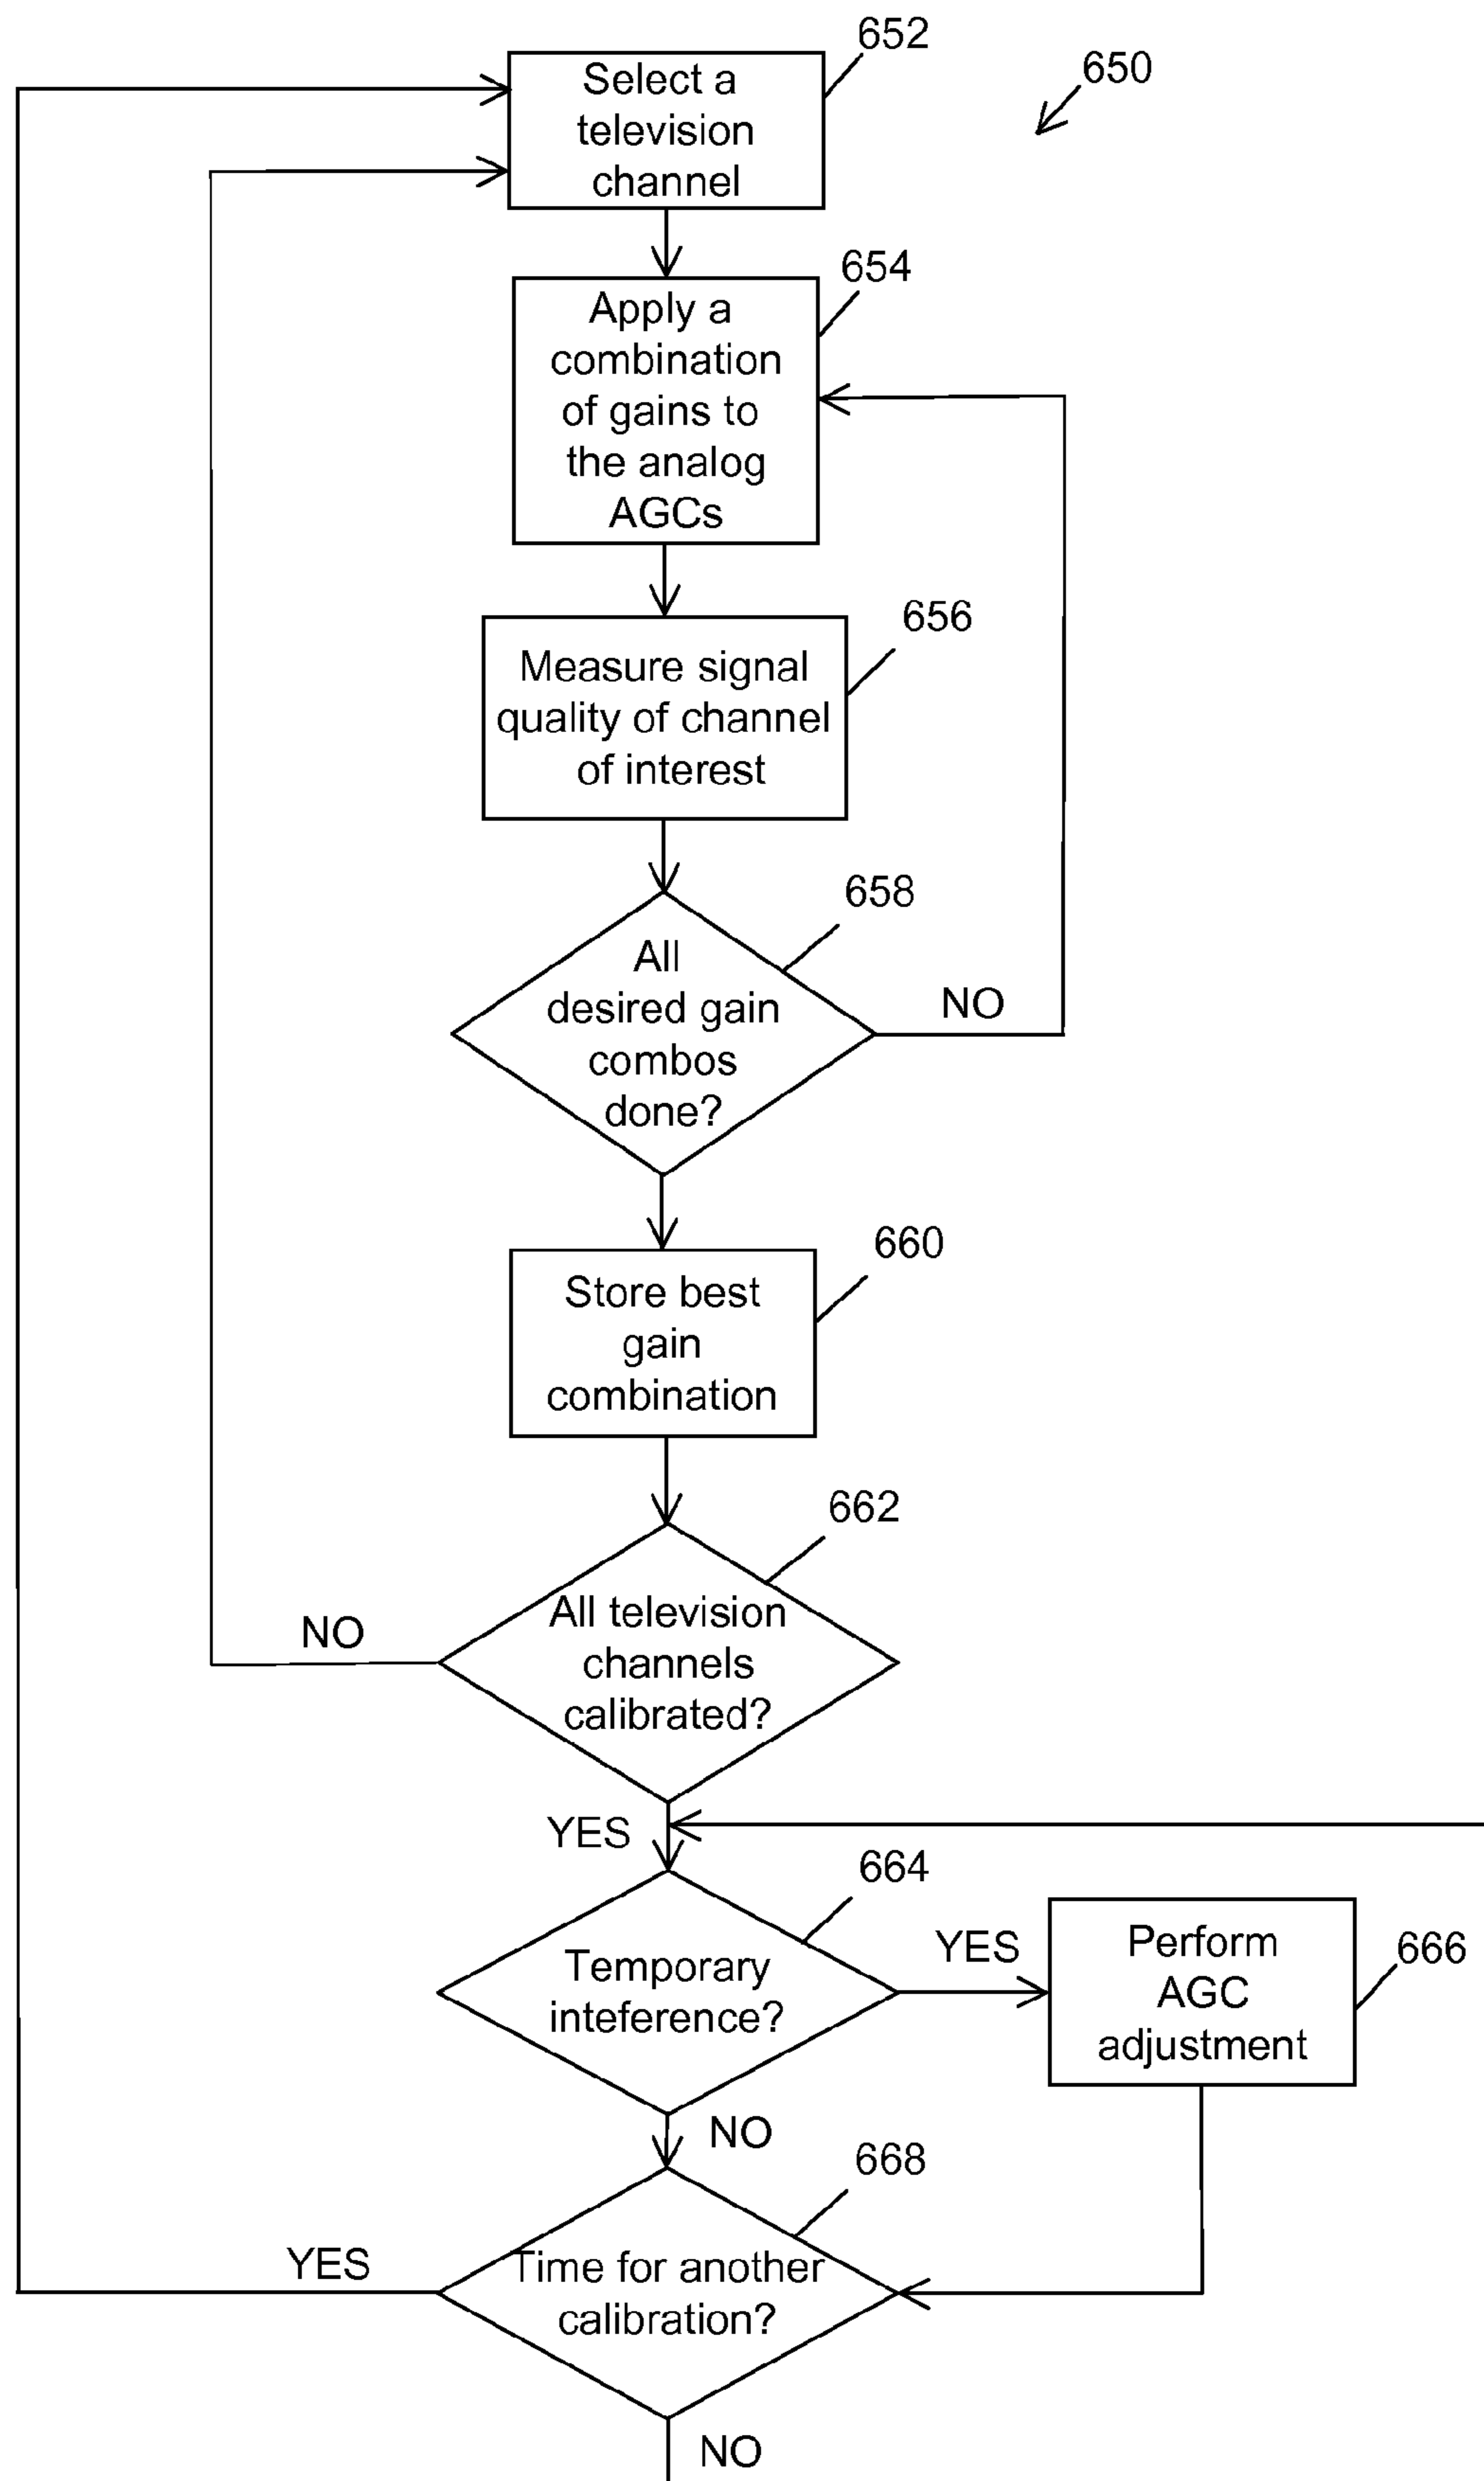 652
650
Select a
television
channel
654
Apply a
combination
of gains to
the analog
AGCs
656
Measure signal
quality of channel
of interest
658
All
desired gain
combos
done?
NO
660
Store best
gain
combination
662
All television
channels
calibrated?
NO
YES
664
Temporary
inteference?
YES
Perform
AGC
adjustment
666
NO
668
Time for another
calibration?
YES
NO